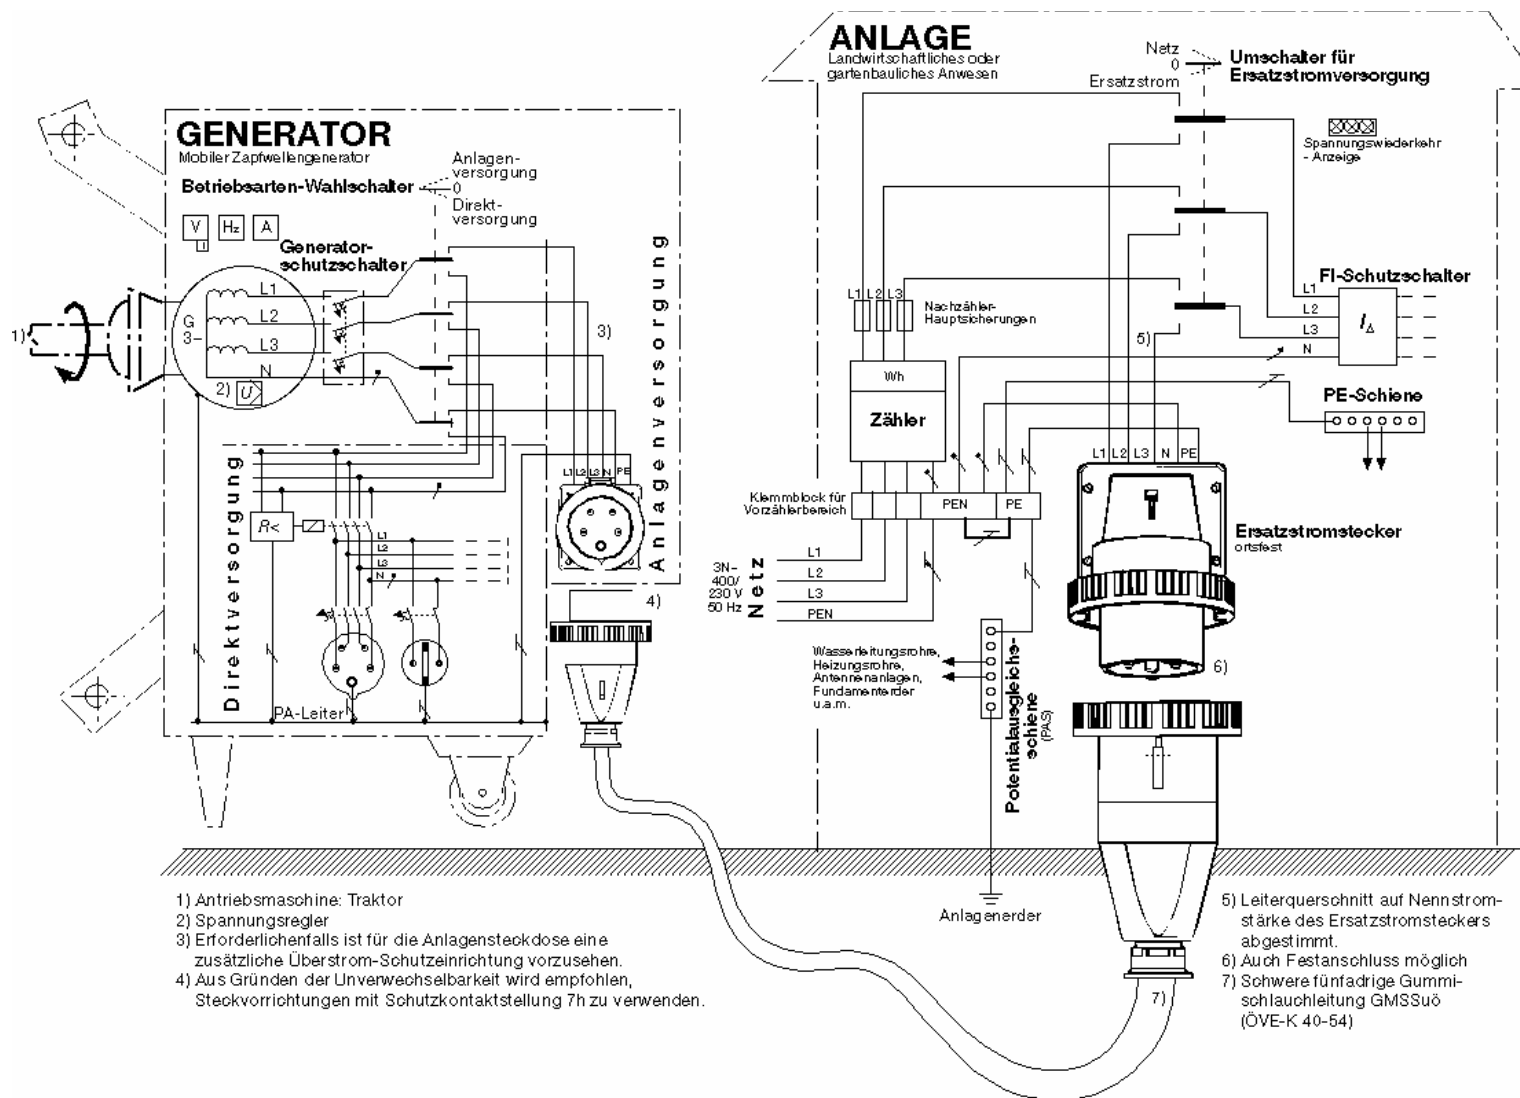 GENERATOR
Mobiler Zapfwellengenerator
Betriebsarten-Wahlschalter
Anlagen-
versorgung
0
Direkt-
versorgung
V
Hz
A
Generator-
schutzschalter
1)
G
3~
L1
L2
L3
N
2)
U
3)
Anlagenversorgung
L1
L2
L3
N
PE
Direktversorgung
R<
L1
L2
L3
N
PA-Leiter
4)
ANLAGE
Landwirtschaftliches oder
gartenbauliches Anwesen
Netz
0
Ersatzstrom
Umschalter für
Ersatzstromversorgung
Spannungswiederkehr
- Anzeige
L1
L2
L3
Nachzähler-
Hauptsicherungen
5)
FI-Schutzschalter
L1
L2
L3
N
I∆
Wh
Zähler
PE-Schiene
L1
L2
L3
N
PE
Klemmblock für
Vorzählerbereich
PEN
PE
Ersatzstromstecker
ortsfest
3N~
400/
230 V
50 Hz
Netz
L1
L2
L3
PEN
Wasserleitungsrohre,
Heizungsrohre,
Antennenanlagen,
Fundamenterder
u.a.m.
Potentialausgleichs-
schiene
(PAS)
6)
Anlagenerder
7)
1) Antriebsmaschine: Traktor
2) Spannungsregler
3) Erforderlichenfalls ist für die Anlagensteckdose eine
zusätzliche Überstrom-Schutzeinrichtung vorzusehen.
4) Aus Gründen der Unverwechselbarkeit wird empfohlen,
Steckvorrichtungen mit Schutzkontaktstellung 7h zu verwenden.
5) Leiterquerschnitt auf Nennstrom-
stärke des Ersatzstromsteckers
abgestimmt.
6) Auch Festanschluss möglich
7) Schwere fünfadrige Gummi-
schlauchleitung GMSSuö
(ÖVE-K 40-54)